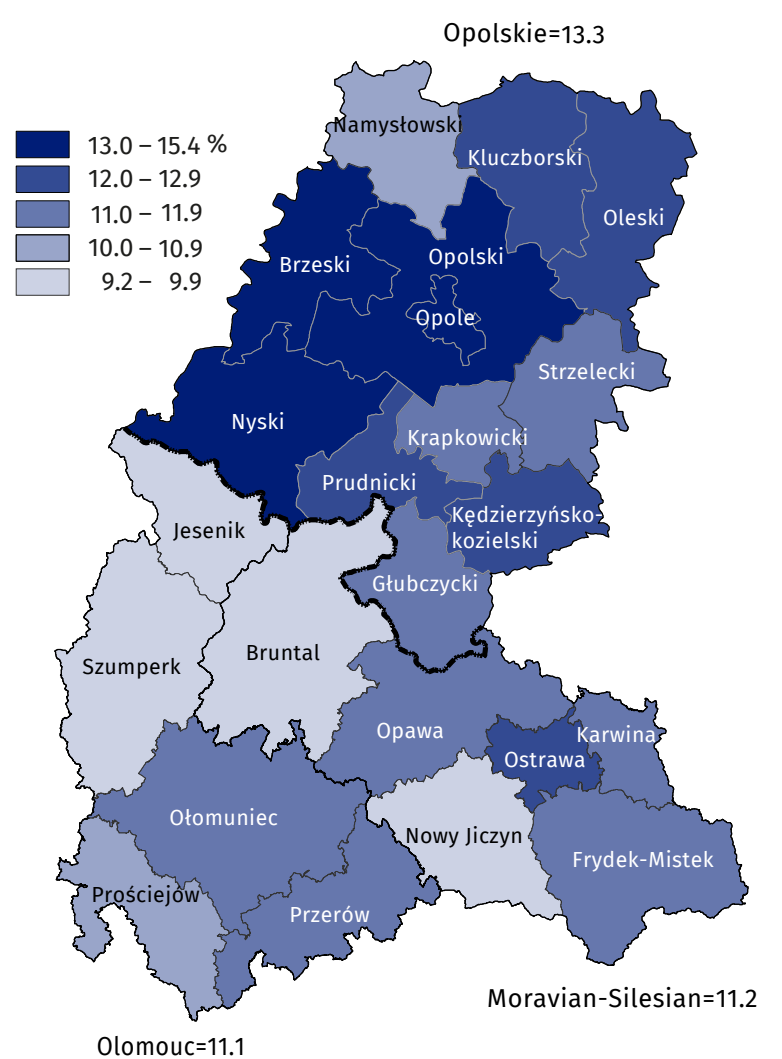 Opolskie=13.3
13.0 – 15.4 %
12.0 – 12.9
11.0 – 11.9
10.0 – 10.9
9.2 – 9.9
Namysłowski
Kluczborski
Oleski
Brzeski
Opolski
Opole
Strzelecki
Nyski
Krapkowicki
Prudnicki
Kędzierzyńsko-
kozielski
Jesenik
Głubczycki
Szumperk
Bruntal
Opawa
Karwina
Ostrawa
Ołomuniec
Nowy Jiczyn
Frydek-Mistek
Prościejów
Przerów
Moravian-Silesian=11.2
Olomouc=11.1